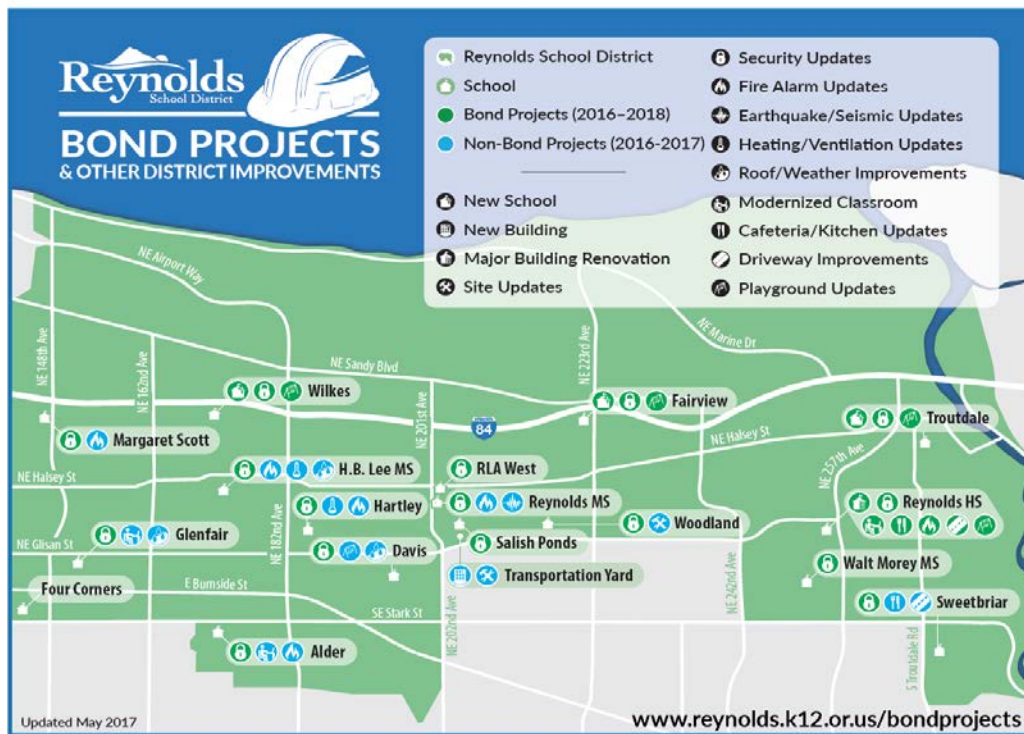 Reynolds
School District
BOND PROJECTS
& OTHER DISTRICT IMPROVEMENTS
Reynolds School District
School
Bond Projects (2016–2018)
Non-Bond Projects (2016-2017)
New School
New Building
Major Building Renovation
Site Updates
Security Updates
Fire Alarm Updates
Earthquake/Seismic Updates
Heating/Ventilation Updates
Roof/Weather Improvements
Modernized Classroom
Cafeteria/Kitchen Updates
Driveway Improvements
Playground Updates
NE Airport Way
NE Marine Dr
NE 148th Ave
NE 162nd Ave
NE Sandy Blvd
NE 201st Ave
NE 223rd Ave
Wilkes
Fairview
Troutdale
84
Margaret Scott
NE Halsey St
NE Halsey St
H.B. Lee MS
RLA West
NE 257th Ave
Hartley
Reynolds MS
Reynolds HS
NE 182nd Ave
Woodland
Glenfair
NE Glisan St
Davis
Salish Ponds
Walt Morey MS
Transportation Yard
Four Corners
E Burnside St
NE 202nd Ave
NE 242nd Ave
Sweetbriar
SE Stark St
Alder
S Troutdale Rd
Updated May 2017
www.reynolds.k12.or.us/bondprojects